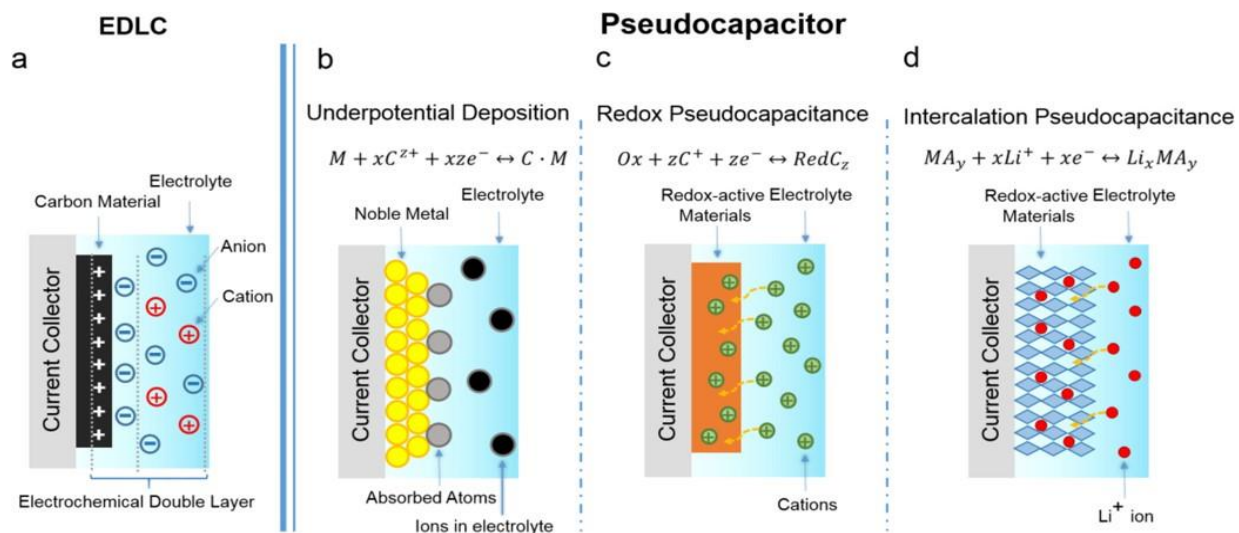 EDLC
Pseudocapacitor
a
b
c
d
Underpotential Deposition
Redox Pseudocapacitance
Intercalation Pseudocapacitance
M + xC^{z+} + xze^- ↔ C · M
Ox + zC^+ + ze^- ↔ RedC_z
MA_y + xLi^+ + xe^- ↔ Li_xMA_y
Electrolyte
Carbon Material
Anion
Cation
Current Collector
+ + + + + + + +
Electrochemical Double Layer
Electrolyte
Noble Metal
Current Collector
Absorbed Atoms
Ions in electrolyte
Redox-active
Materials
Electrolyte
Current Collector
Cations
Redox-active
Materials
Electrolyte
Current Collector
Li^+ ion